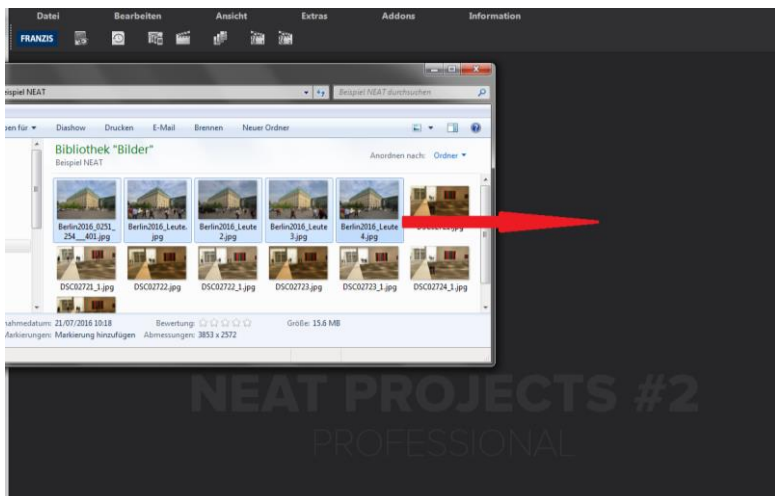 Datei Bearbeiten Ansicht Extras Addons Information
FRANZIS
eispiel NEAT Beispiel NEAT durchsuchen
en für Diashow Drucken E-Mail Brennen Neuer Ordner
Bibliothek "Bilder"
Beispiel NEAT Anordnen nach: Ordner
Berlin2016_0251_ Berlin2016_Leute. Berlin2016_Leute Berlin2016_Leute Berlin2016_Leute
254___401.jpg jpg 2.jpg 3.jpg 4.jpg
DSC02721_1.jpg DSC02722.jpg DSC02722_1.jpg DSC02723.jpg DSC02723_1.jpg DSC02724_1.jpg
nahmedatum: 21/07/2016 10:18 Bewertung: Größe: 15.6 MB
Markierungen: Markierung hinzufügen Abmessungen: 3853 x 2572
NEAT PROJECTS #2
PROFESSIONAL